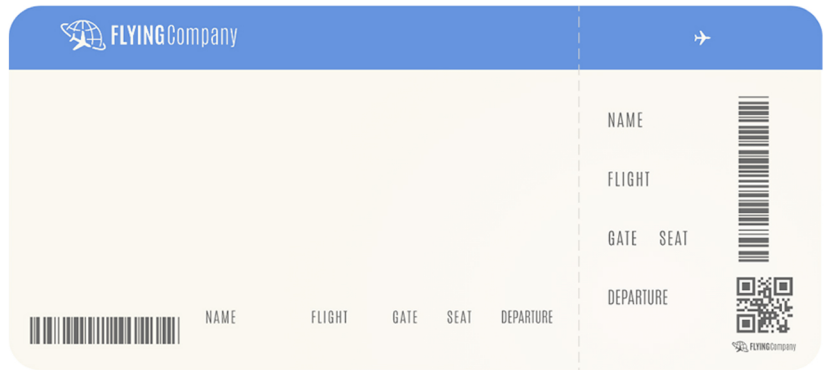 FLYINGCompany
NAME FLIGHT GATE SEAT DEPARTURE
NAME
FLIGHT
GATE SEAT
DEPARTURE
FLYINGCompany